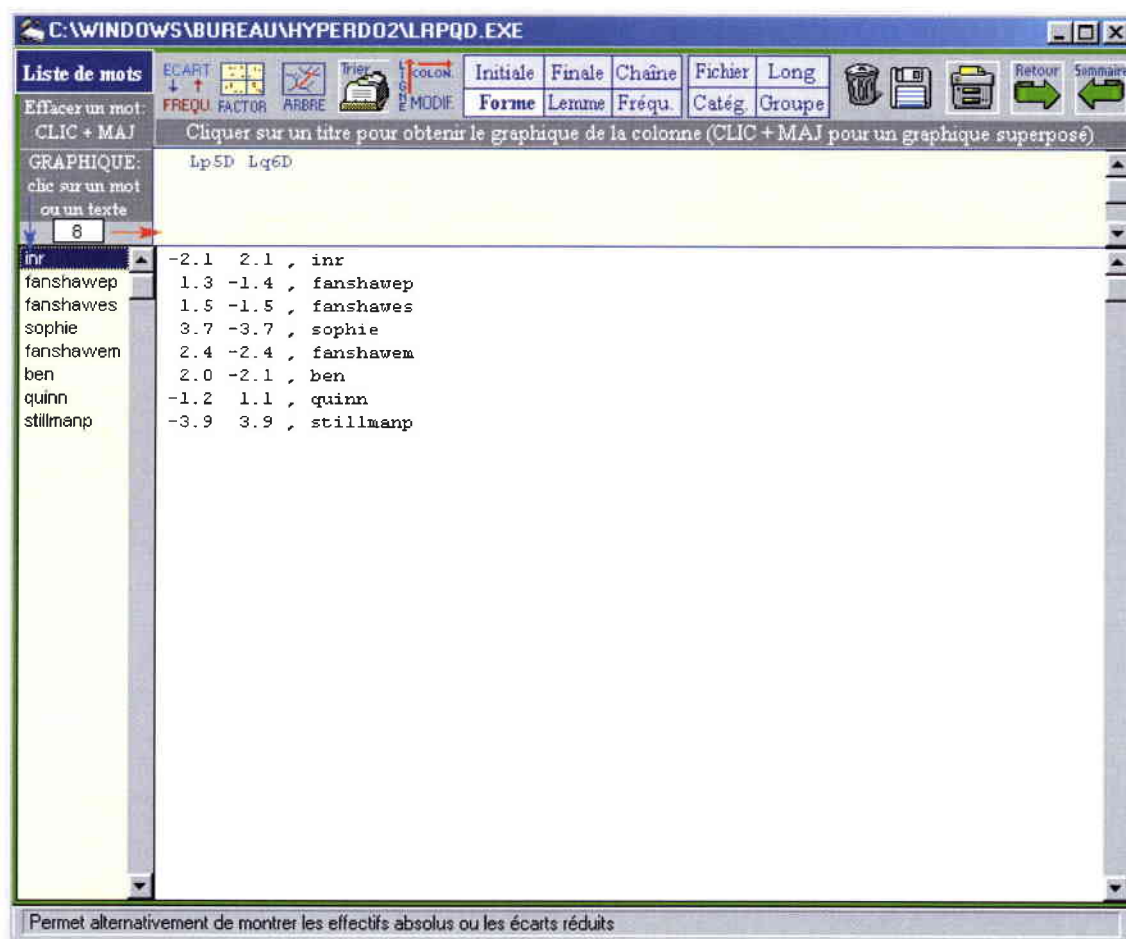 C:\WINDOWS\BUREAU\HYPERDO2\LRPQD.EXE
Liste de mots ECART FREQU. FACTOR ARBRE Trier COLON. LIGNE MODIF. Initiale Finale Chaîne Fichier Long Retour Sommaire
Forme Lemme Fréqu. Catég. Groupe
Effacer un mot:
CLIC + MAJ
Cliquer sur un titre pour obtenir le graphique de la colonne (CLIC + MAJ pour un graphique superposé)
GRAPHIQUE:
clic sur un mot
ou un texte
8
Lp5D Lq6D
inr
fanshawep
fanshawes
sophie
fanshawem
ben
quinn
stillmanp
-2.1 2.1 , inr
1.3 -1.4 , fanshawep
1.5 -1.5 , fanshawes
3.7 -3.7 , sophie
2.4 -2.4 , fanshawem
2.0 -2.1 , ben
-1.2 1.1 , quinn
-3.9 3.9 , stillmanp
Permet alternativement de montrer les effectifs absolus ou les écarts réduits